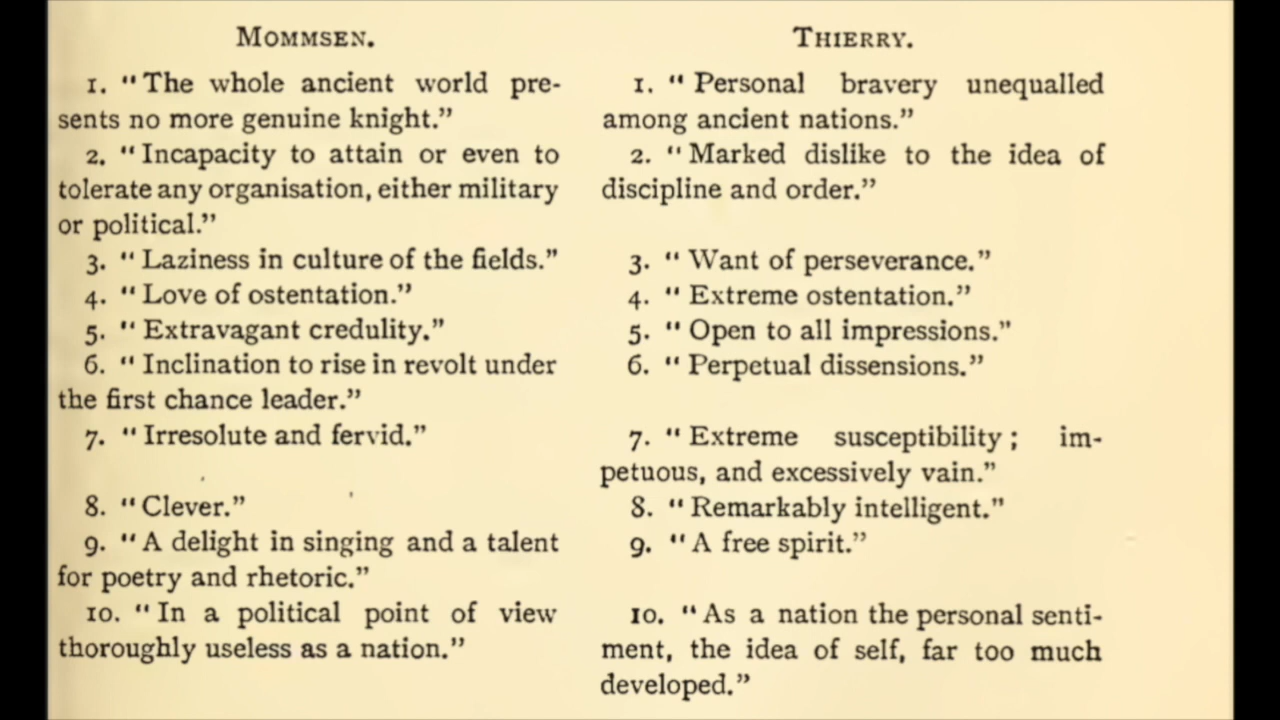 MOMMSEN.
1. "The whole ancient world pre-
sents no more genuine knight."
2. "Incapacity to attain or even to
tolerate any organisation, either military
or political."
3. "Laziness in culture of the fields."
4. "Love of ostentation."
5. "Extravagant credulity."
6. "Inclination to rise in revolt under
the first chance leader."
7. "Irresolute and fervid."
8. "Clever."
9. "A delight in singing and a talent
for poetry and rhetoric."
10. "In a political point of view
thoroughly useless as a nation."
THIERRY.
1. "Personal bravery unequalled
among ancient nations."
2. "Marked dislike to the idea of
discipline and order."
3. "Want of perseverance."
4. "Extreme ostentation."
5. "Open to all impressions."
6. "Perpetual dissensions."
7. "Extreme susceptibility; im-
petuous, and excessively vain."
8. "Remarkably intelligent."
9. "A free spirit."
10. "As a nation the personal senti-
ment, the idea of self, far too much
developed."